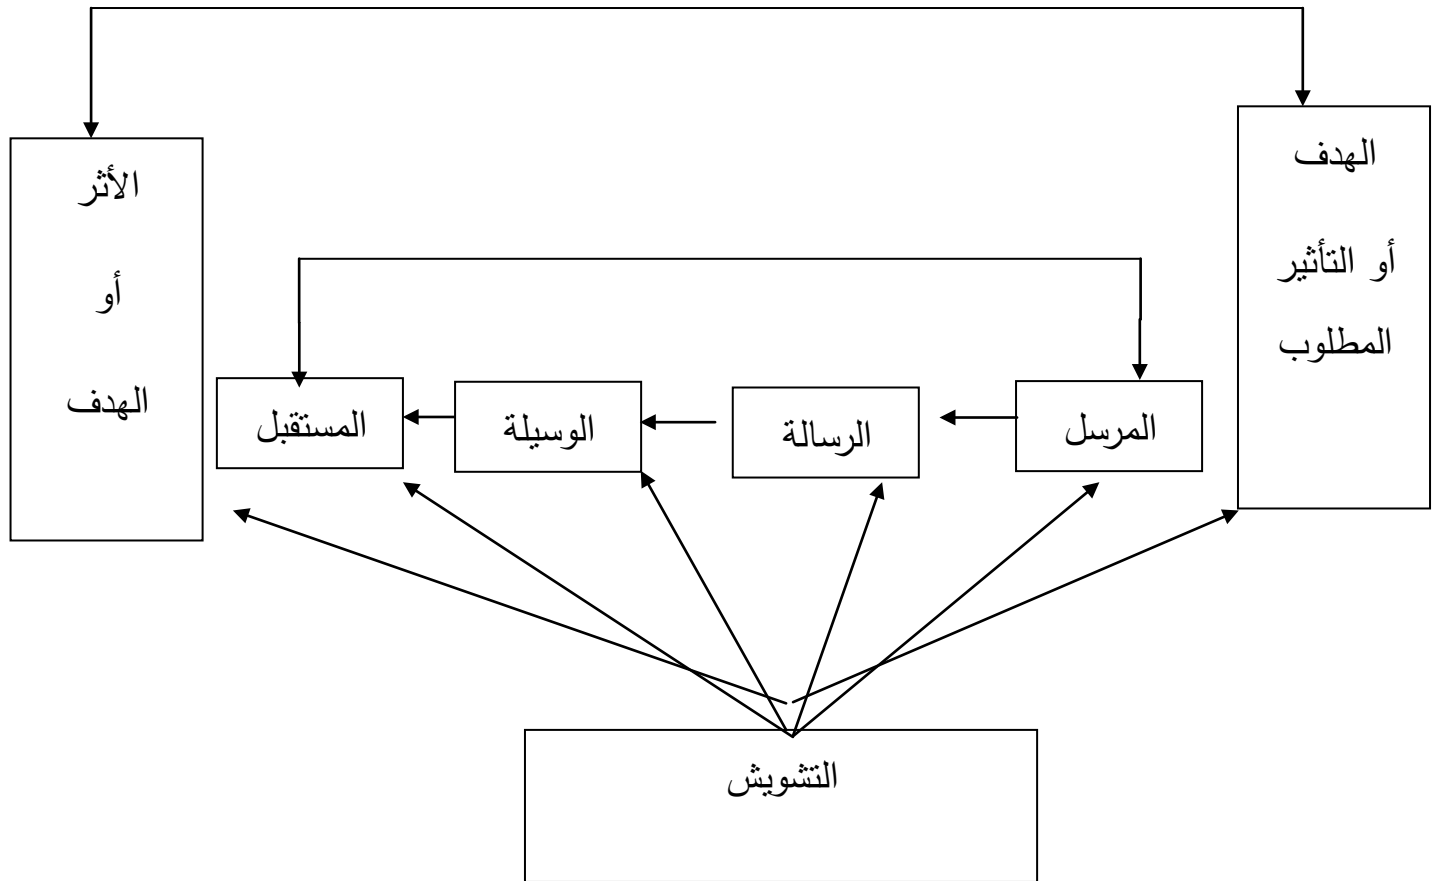 الهدف
أو التأثير
المطلوب
المرسل
الرسالة
الوسيلة
المستقبل
الأثر
أو
الهدف
التشويش